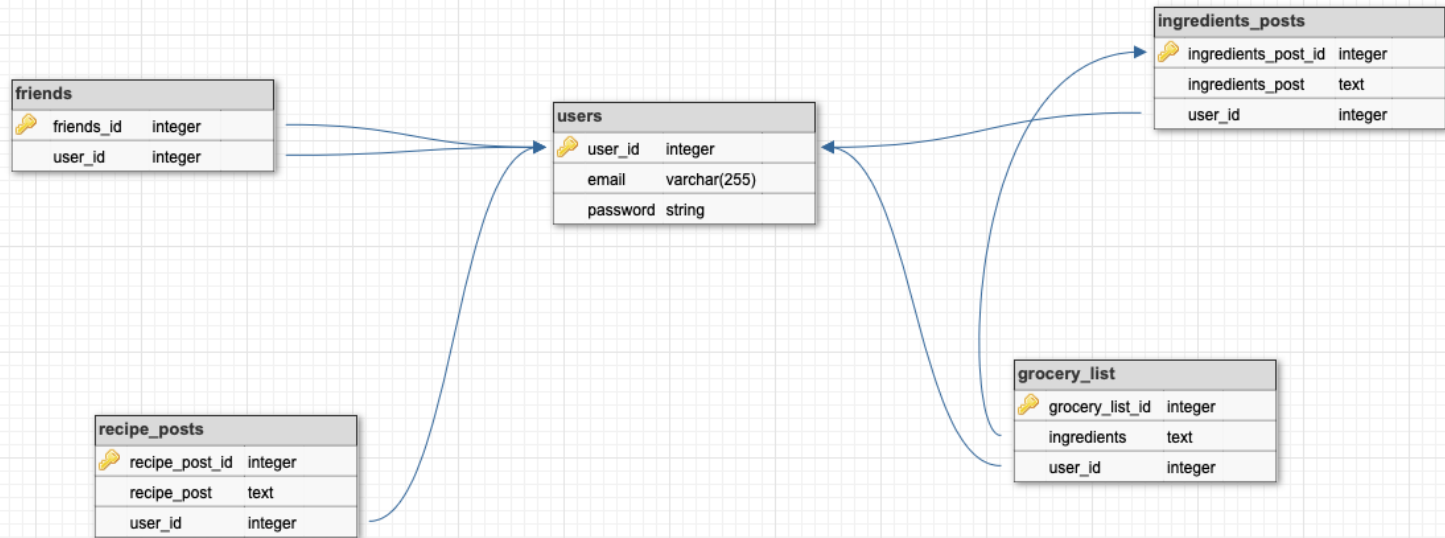 friends
friends_id integer
user_id integer
users
user_id integer
email varchar(255)
password string
ingredients_posts
ingredients_post_id integer
ingredients_post text
user_id integer
recipe_posts
recipe_post_id integer
recipe_post text
user_id integer
grocery_list
grocery_list_id integer
ingredients text
user_id integer